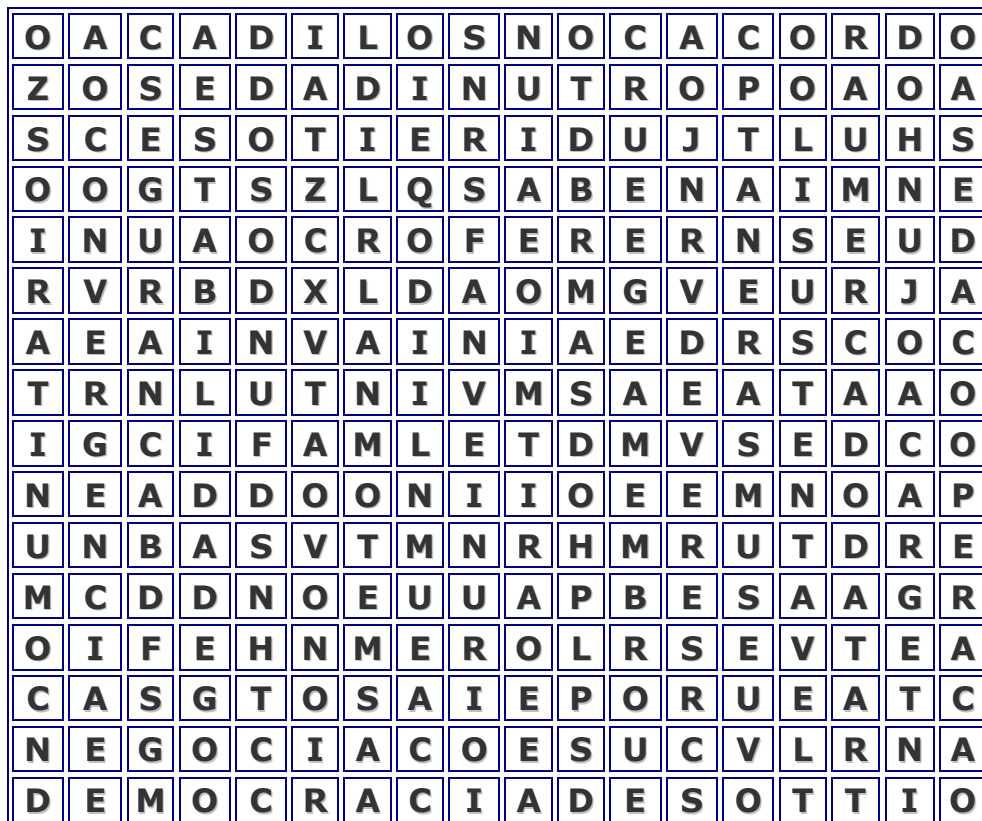 O A C A D I L O S N O C A C O R D O
Z O S E D A D I N U T R O P O A O A
S C E S O T I E R I D U J T L U H S
O O G T S Z L Q S A B E N A I M N E
I N U A O C R O F E R E R N S E U D
R V R B D X L D A O M G V E U R J A
A E A I N V A I N I A E D R S C O C
T R N L U T N I V M S A E A T A A O
I G C I F A M L E T D M V S E D C O
N E A D D O O N I I O E E M N O A P
U N B A S V T M N R H M R U T D R E
M C D D N O E U U A P B E S A A G R
O I F E H N M E R O L R S E V T E A
C A S G T O S A I E P O R U E A T C
N E G O C I A C O E S U C V L R N A
D E M O C R A C I A D E S O T T I O